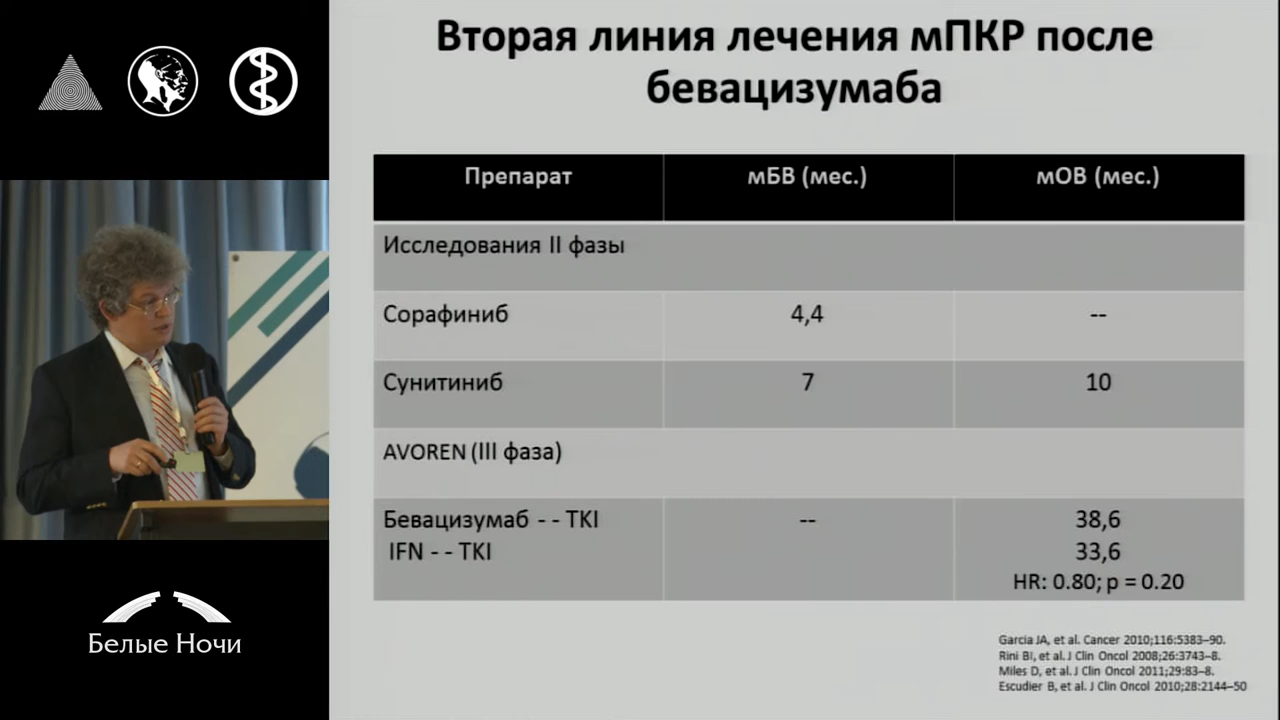 Вторая линия лечения мПКР после
бевацизумаба
Препарат мБВ (мес.) мОВ (мес.)
Исследования II фазы
Сорафиниб 4,4 --
Сунитиниб 7 10
AVOREN (III фаза)
Бевацизумаб - - TKI -- 38,6
IFN - - TKI 33,6
HR: 0.80; p = 0.20
Garcia JA, et al. Cancer 2010;116:5383–90.
Rini BI, et al. J Clin Oncol 2008;26:3743–8.
Miles D, et al. J Clin Oncol 2011;29:83–8.
Escudier B, et al. J Clin Oncol 2010;28:2144–50
Белые Ночи